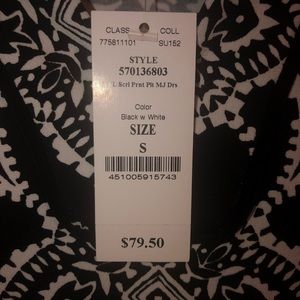 CLASS COLL
775811101 SU152
STYLE
570136803
L Scrl Prnt Plt MJ Drs
Color
Black w White
SIZE
S
451005915743
$79.50